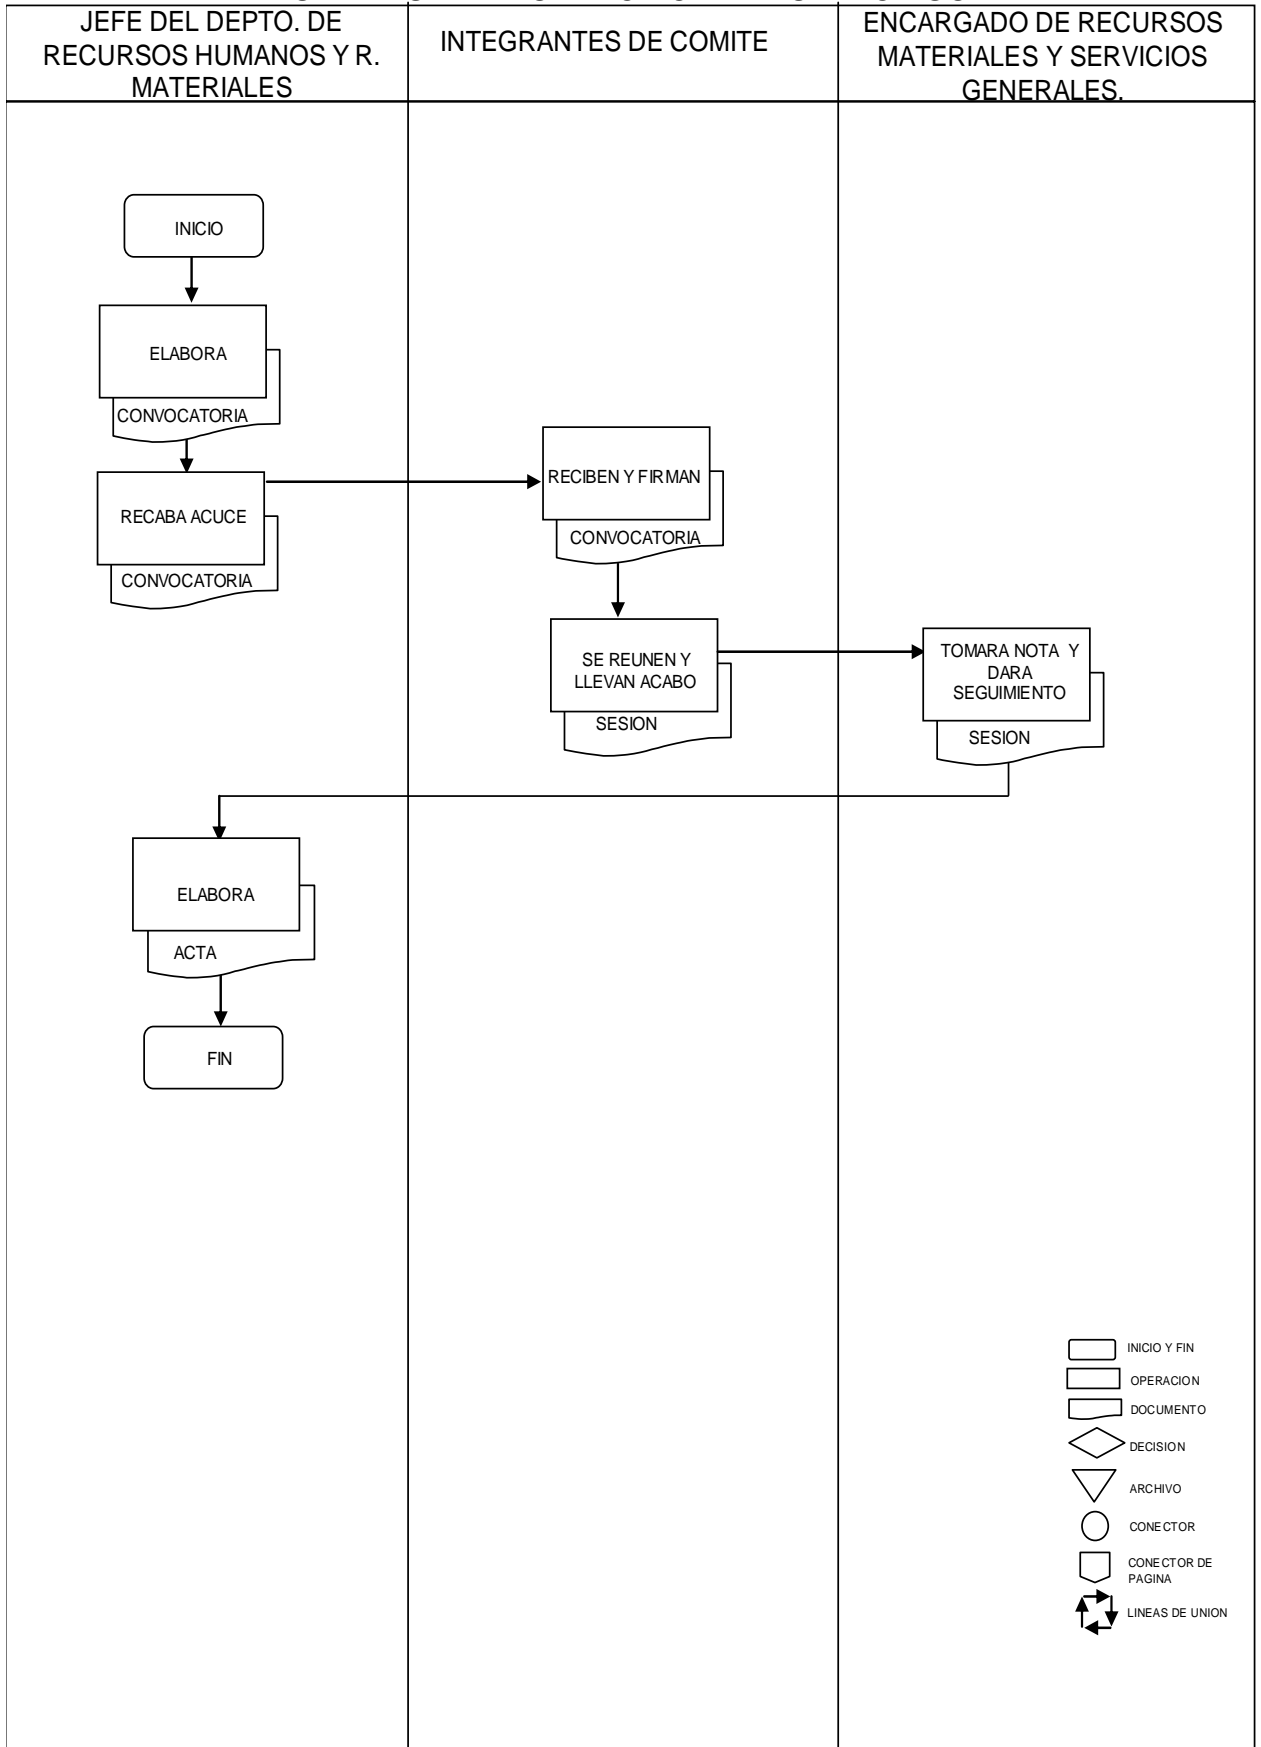 JEFE DEL DEPTO. DE
RECURSOS HUMANOS Y R.
MATERIALES
INTEGRANTES DE COMITE
ENCARGADO DE RECURSOS
MATERIALES Y SERVICIOS
GENERALES.
INICIO
ELABORA
CONVOCATORIA
RECABA ACUCE
CONVOCATORIA
RECIBEN Y FIRMAN
CONVOCATORIA
SE REUNEN Y
LLEVAN ACABO
SESION
TOMARA NOTA Y
DARA
SEGUIMIENTO
SESION
ELABORA
ACTA
FIN
INICIO Y FIN
OPERACION
DOCUMENTO
DECISION
ARCHIVO
CONECTOR
CONECTOR DE
PAGINA
LINEAS DE UNION